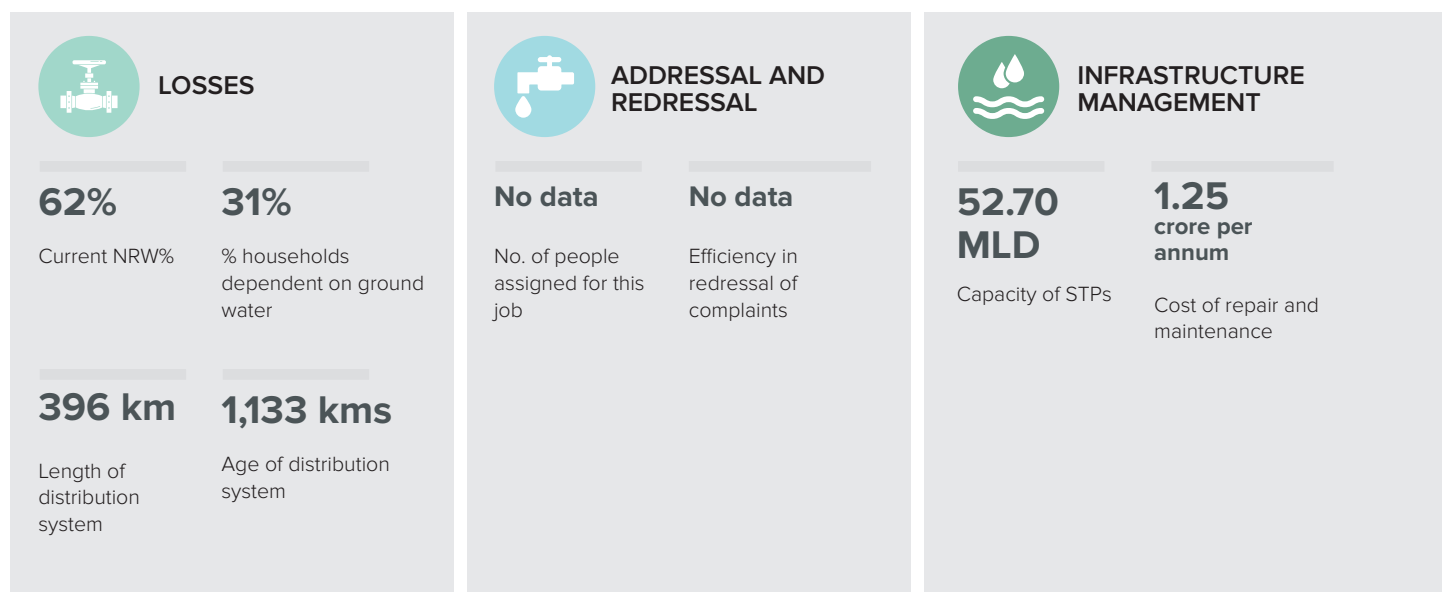 LOSSES
62%
Current NRW%
31%
% households
dependent on ground
water
396 km
Length of
distribution
system
1,133 kms
Age of distribution
system
ADDRESSAL AND
REDRESSAL
No data
No. of people
assigned for this
job
No data
Efficiency in
redressal of
complaints
INFRASTRUCTURE
MANAGEMENT
52.70
MLD
Capacity of STPs
1.25
crore per
annum
Cost of repair and
maintenance